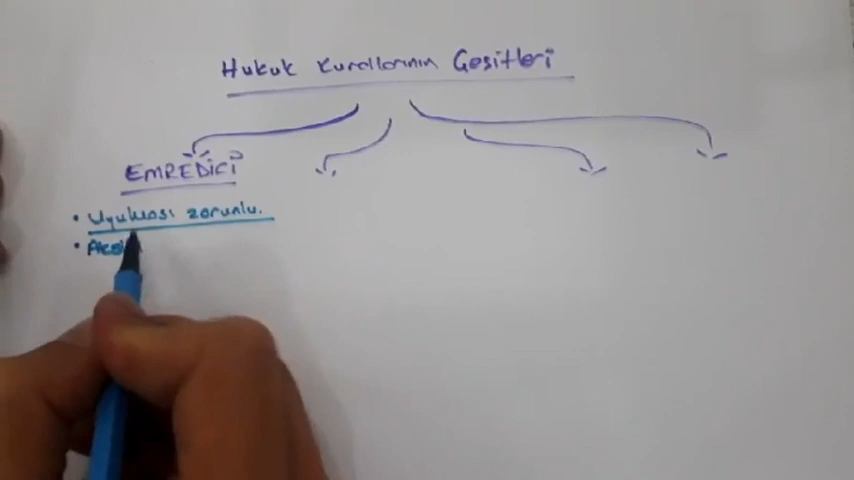 Hukuk Kurallarının Çeşitleri
EMREDİCİ
• Uyulması zorunlu.
•